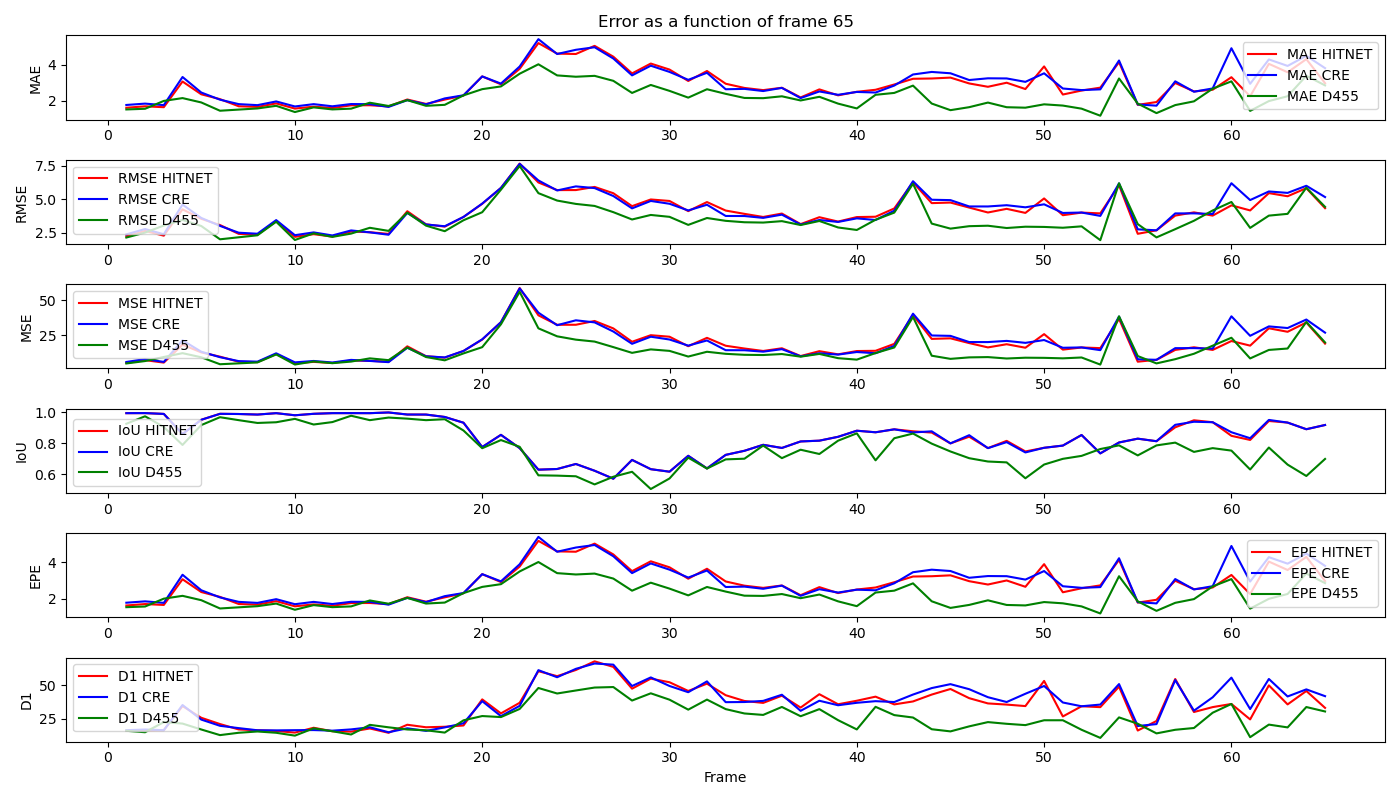 Error as a function of frame 65
MAE
4
2
MAE HITNET
MAE CRE
MAE D455
0 10 20 30 40 50 60
RMSE
7.5
5.0
2.5
RMSE HITNET
RMSE CRE
RMSE D455
0 10 20 30 40 50 60
MSE
50
25
MSE HITNET
MSE CRE
MSE D455
0 10 20 30 40 50 60
IoU
1.0
0.8
0.6
IoU HITNET
IoU CRE
IoU D455
0 10 20 30 40 50 60
EPE
4
2
EPE HITNET
EPE CRE
EPE D455
0 10 20 30 40 50 60
D1
50
25
D1 HITNET
D1 CRE
D1 D455
0 10 20 30 40 50 60
Frame